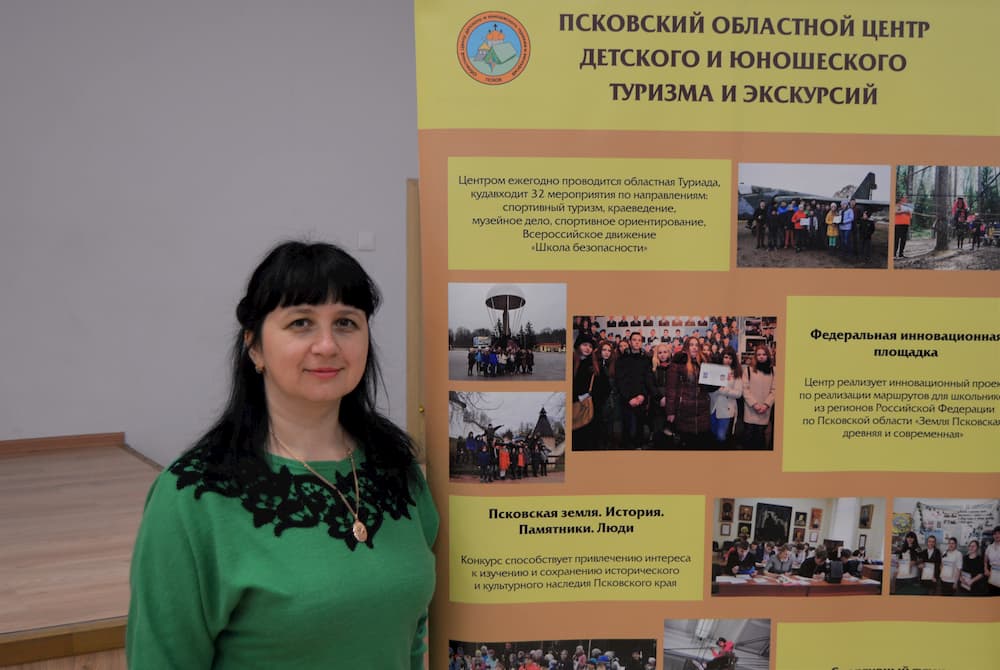 ПСКОВСКИЙ ОБЛАСТНОЙ ЦЕНТР
ДЕТСКОГО И ЮНОШЕСКОГО
ТУРИЗМА И ЭКСКУРСИЙ
Центром ежегодно проводится областная Туриада,
кудавходит 32 мероприятия по направлениям:
спортивный туризм, краеведение,
музейное дело, спортивное ориентирование,
Всероссийское движение
«Школа безопасности»
Федеральная инновационная
площадка
Центр реализует инновационный проек
по реализации маршрутов для школьнико
из регионов Российской Федерации
по Псковской области «Земля Псковская
древняя и современная»
Псковская земля. История.
Памятники. Люди
Конкурс способствует привлечению интереса
к изучению и сохранению исторического
и культурного наследия Псковского края